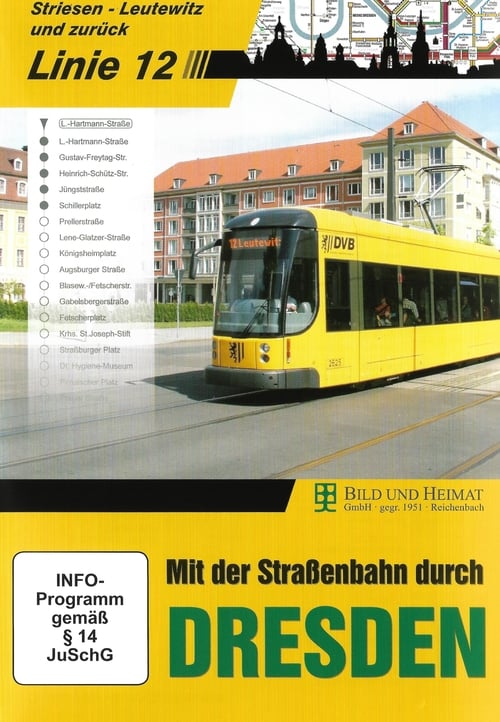 Striesen - Leutewitz
und zurück
Linie 12
L.-Hartmann-Straße
L.-Hartmann-Straße
Gustav-Freytag-Str.
Heinrich-Schütz-Str.
Jüngststraße
Schillerplatz
Prellerstraße
Lene-Glatzer-Straße
Königsheimplatz
Augsburger Straße
Blasew.-/Fetscherstr.
Gabelsbergerstraße
Fetscherplatz
Krhs. St.Joseph-Stift
Straßburger Platz
Dt. Hygiene-Museum
Pirnaischer Platz
12 Leutewitz
DVB
2625
BILD UND HEIMAT
GmbH · gegr. 1951 · Reichenbach
INFO-
Programm
gemäß
§ 14
JuSchG
Mit der Straßenbahn durch
DRESDEN